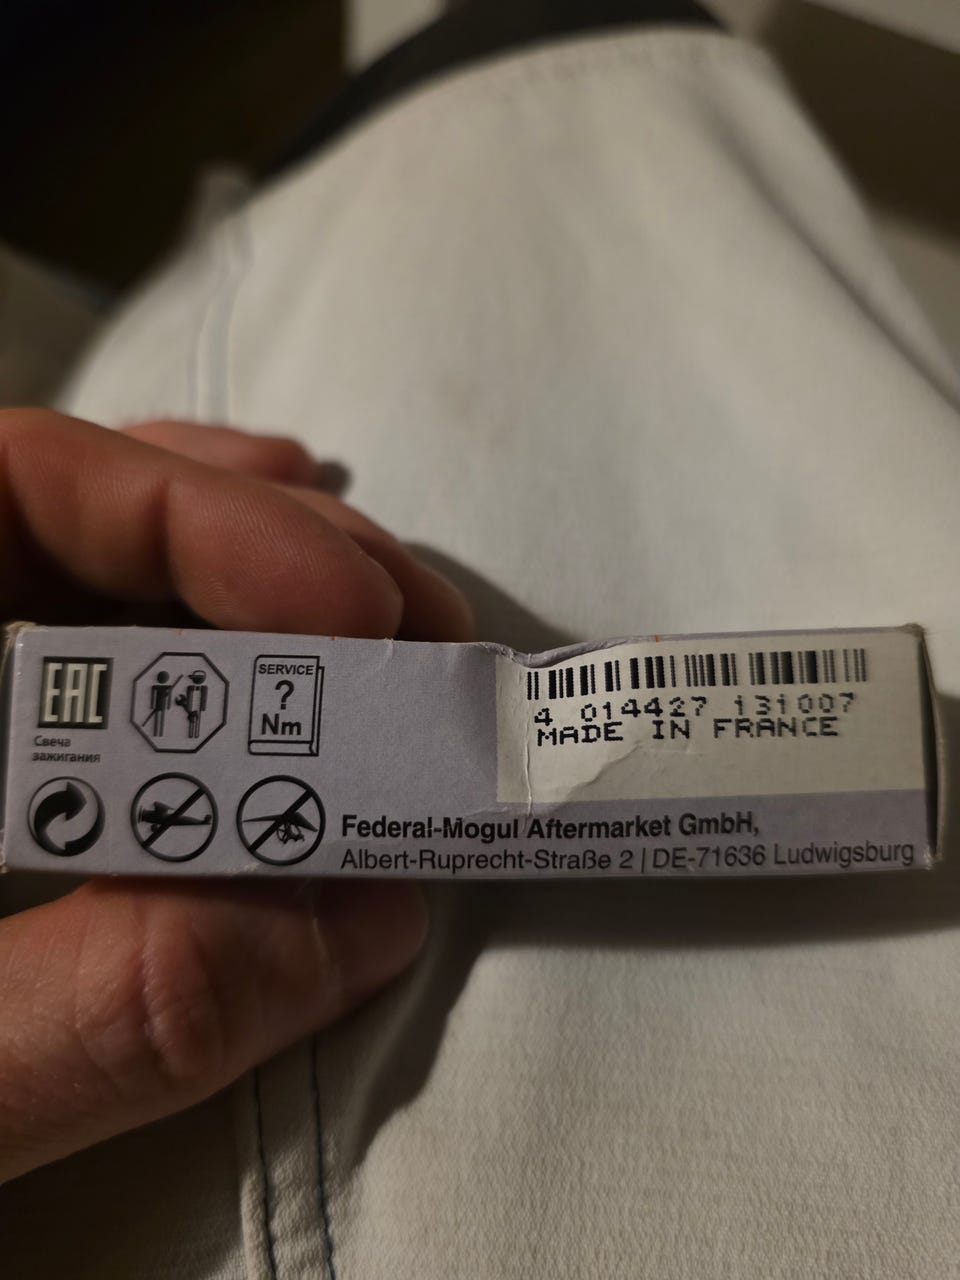 EAC
Свеча
зажигания
SERVICE
?
Nm
4 014427 131007
MADE IN FRANCE
Federal-Mogul Aftermarket GmbH,
Albert-Ruprecht-Straße 2 | DE-71636 Ludwigsburg